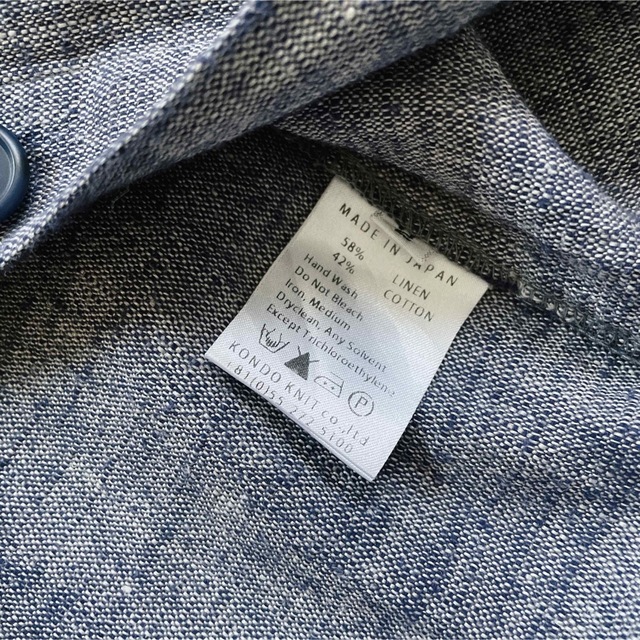 MADE IN JAPAN
58% LINEN
42% COTTON
Hand Wash
Do Not Bleach
Iron, Medium
Dryclean, Any Solvent
Except Trichloroethylene
P
KONDO KNIT co.,ltd
+81(0)55 277 5100